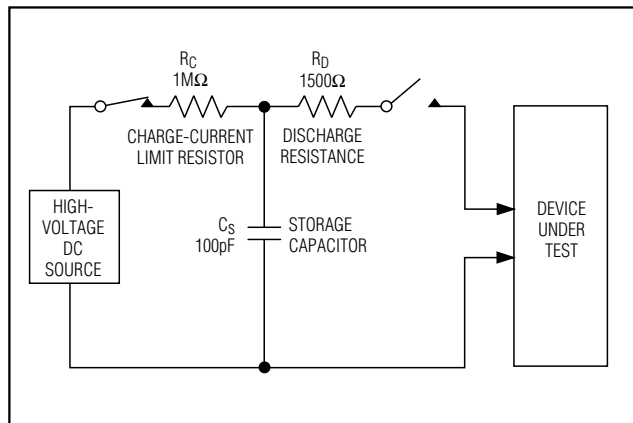 R_C
1MΩ
R_D
1500Ω
CHARGE-CURRENT
LIMIT RESISTOR
DISCHARGE
RESISTANCE
HIGH-
VOLTAGE
DC
SOURCE
C_S
100pF
STORAGE
CAPACITOR
DEVICE
UNDER
TEST